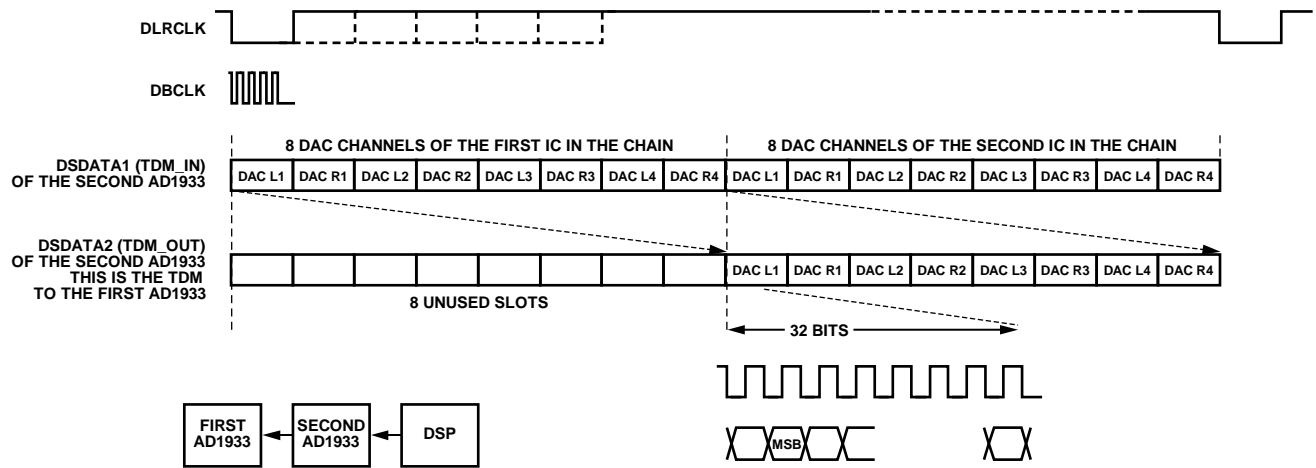 DLRCLK
DBCLK
8 DAC CHANNELS OF THE FIRST IC IN THE CHAIN
8 DAC CHANNELS OF THE SECOND IC IN THE CHAIN
DSDATA1 (TDM_IN)
OF THE SECOND AD1933
DAC L1 DAC R1 DAC L2 DAC R2 DAC L3 DAC R3 DAC L4 DAC R4 DAC L1 DAC R1 DAC L2 DAC R2 DAC L3 DAC R3 DAC L4 DAC R4
DSDATA2 (TDM_OUT)
OF THE SECOND AD1933
THIS IS THE TDM
TO THE FIRST AD1933
DAC L1 DAC R1 DAC L2 DAC R2 DAC L3 DAC R3 DAC L4 DAC R4
8 UNUSED SLOTS
32 BITS
FIRST
AD1933
SECOND
AD1933
DSP
MSB